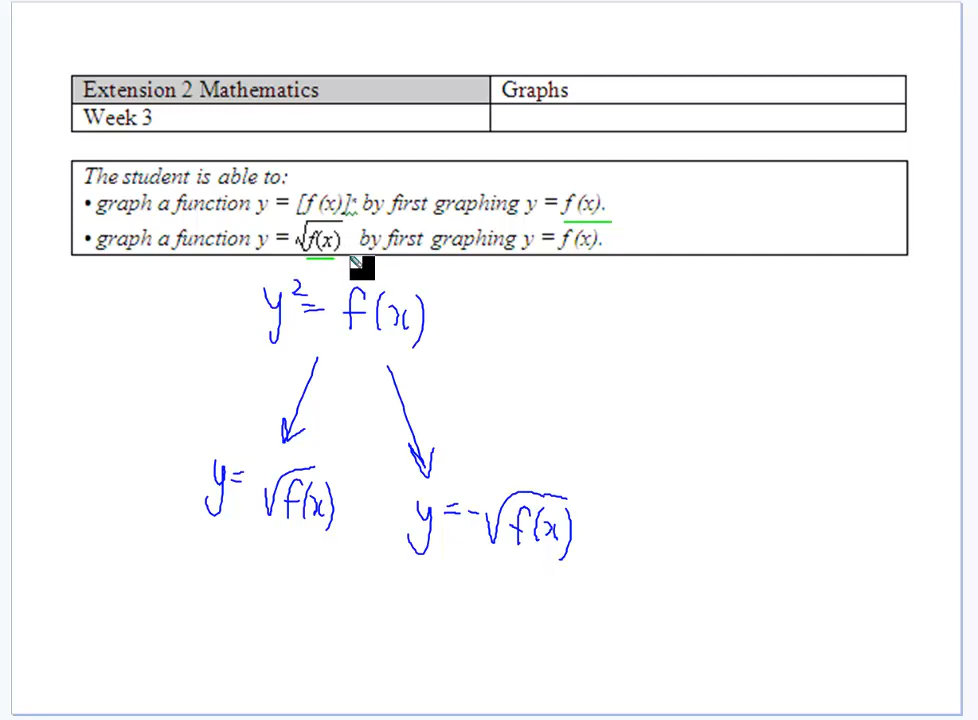 Extension 2 Mathematics Graphs
Week 3
The student is able to:
• graph a function y = [f (x)]ⁿ by first graphing y = f (x).
• graph a function y = √f(x) by first graphing y = f (x).
y² = f(x)
y = √f(x)
y = -√f(x)